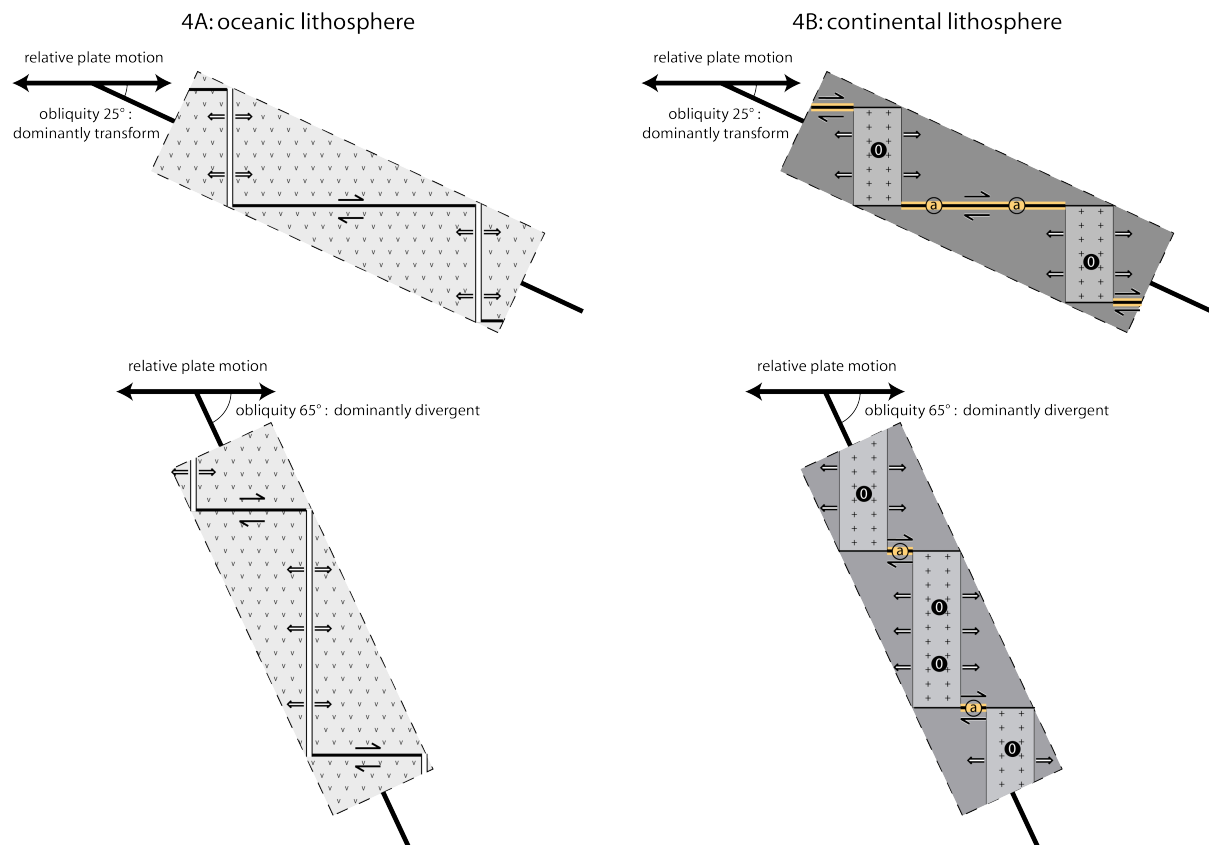 4A: oceanic lithosphere
4B: continental lithosphere
relative plate motion
obliquity 25° :
dominantly transform
relative plate motion
obliquity 25° :
dominantly transform
0
a
a
0
relative plate motion
obliquity 65° : dominantly divergent
relative plate motion
obliquity 65° : dominantly divergent
0
a
0
0
a
0